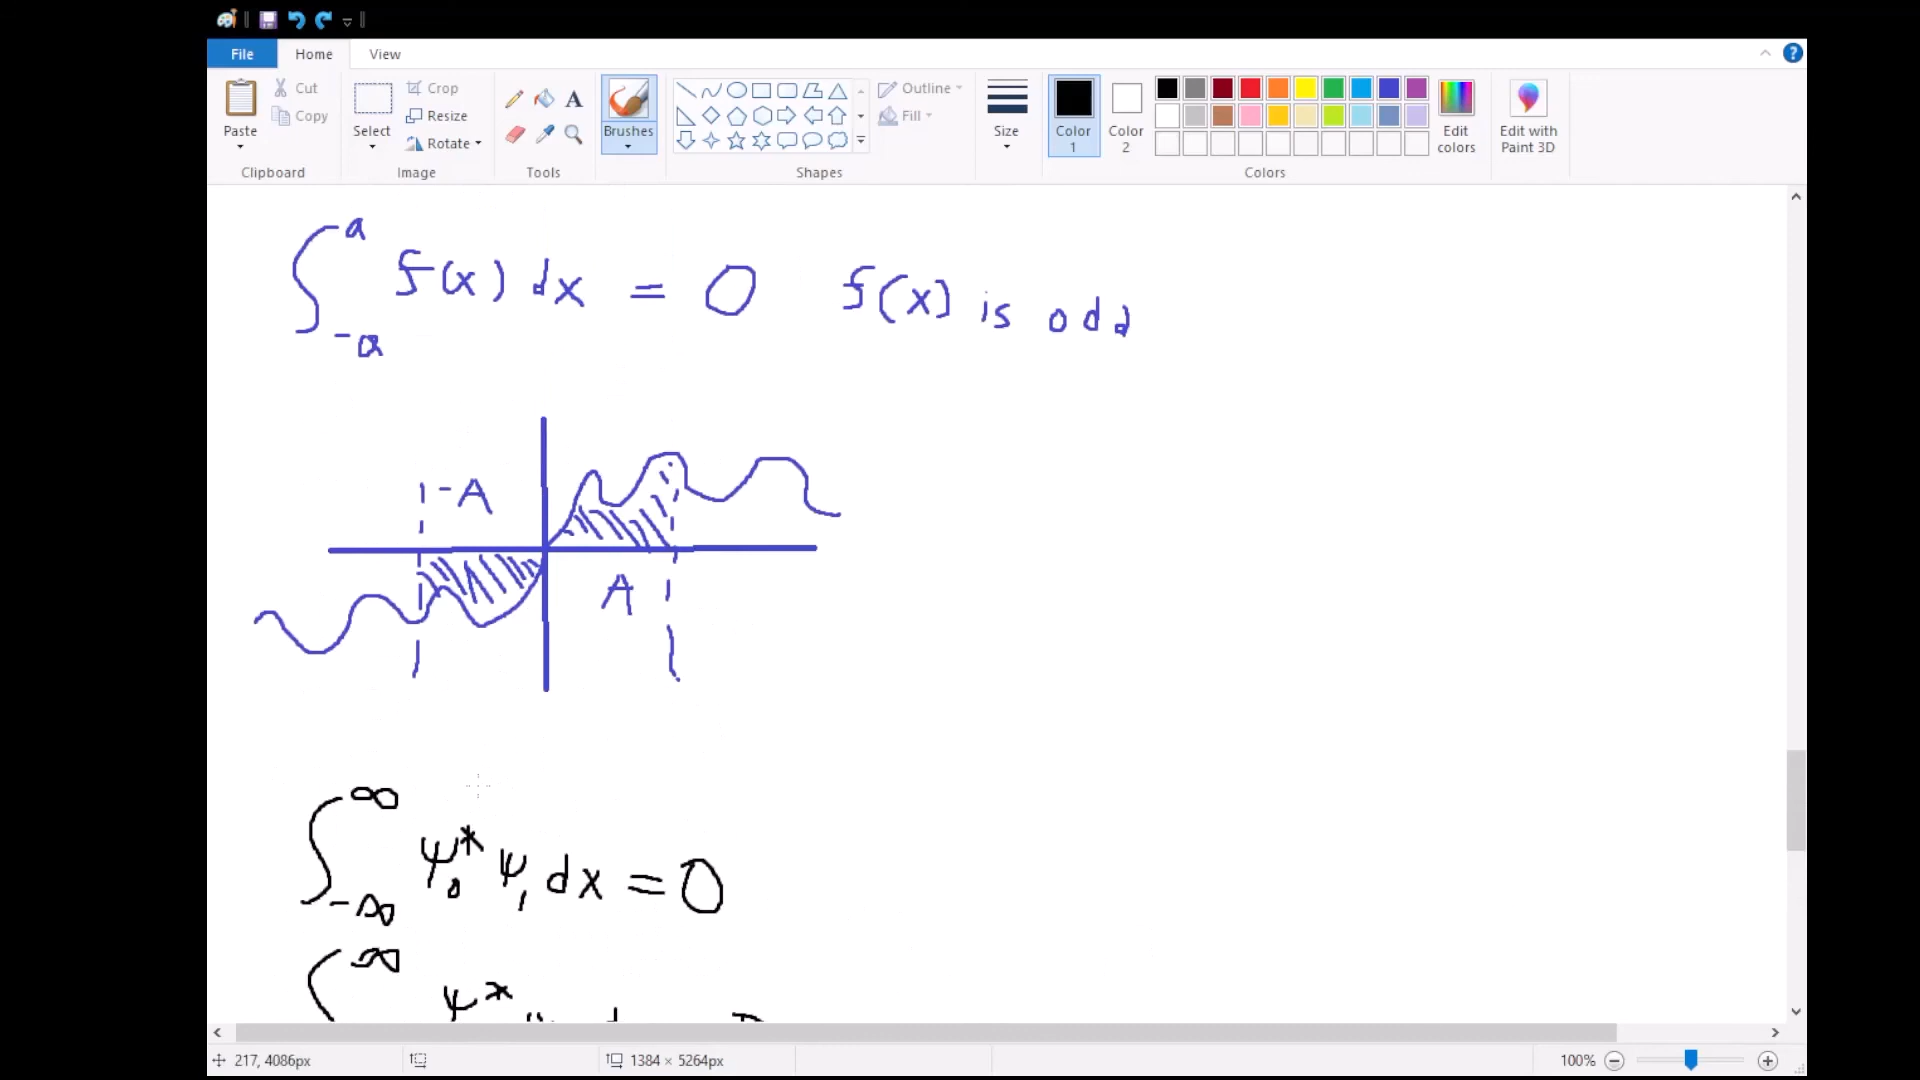 File Home View
Paste Cut Copy Clipboard
Select Crop Resize Rotate Image
A Tools
Brushes
Shapes Outline Fill
Size
Color 1 Color 2 Edit colors Colors
Edit with Paint 3D
∫_{-a}^{a} f(x) dx = 0 f(x) is odd
-A
A
∫_{-∞}^{∞} ψ₀* ψ₁ dx = 0
∫^{∞} ψ*
217, 4086px 1384 × 5264px 100%